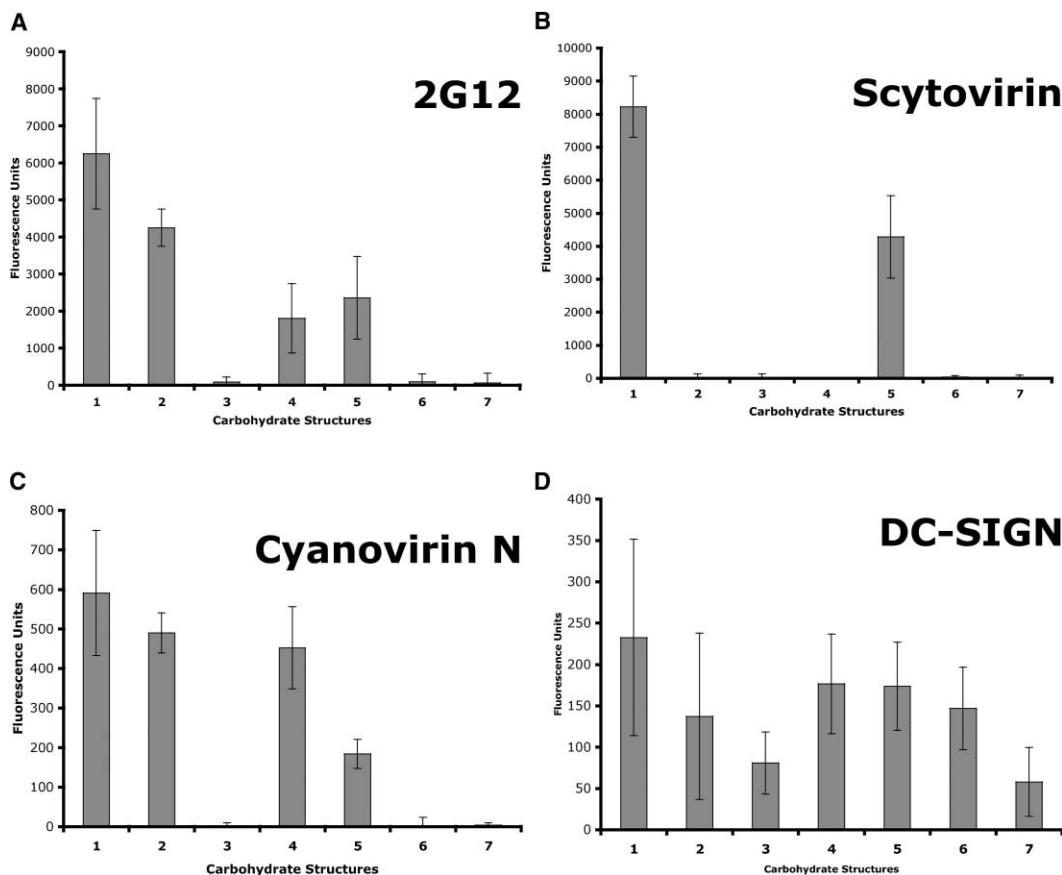 A
2G12
Fluorescence Units
9000
8000
7000
6000
5000
4000
3000
2000
1000
0
1 2 3 4 5 6 7
Carbohydrate Structures
B
Scytovirin
Fluorescence Units
10000
9000
8000
7000
6000
5000
4000
3000
2000
1000
0
1 2 3 4 5 6 7
Carbohydrate Structures
C
Cyanovirin N
Fluorescence Units
800
700
600
500
400
300
200
100
0
1 2 3 4 5 6 7
Carbohydrate Structures
D
DC-SIGN
Fluorescence Units
400
350
300
250
200
150
100
50
0
1 2 3 4 5 6 7
Carbohydrate Structures